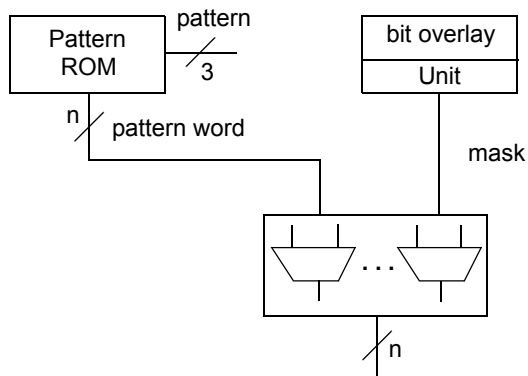 pattern
Pattern
ROM
3
bit overlay
Unit
n
pattern word
mask
. . .
n